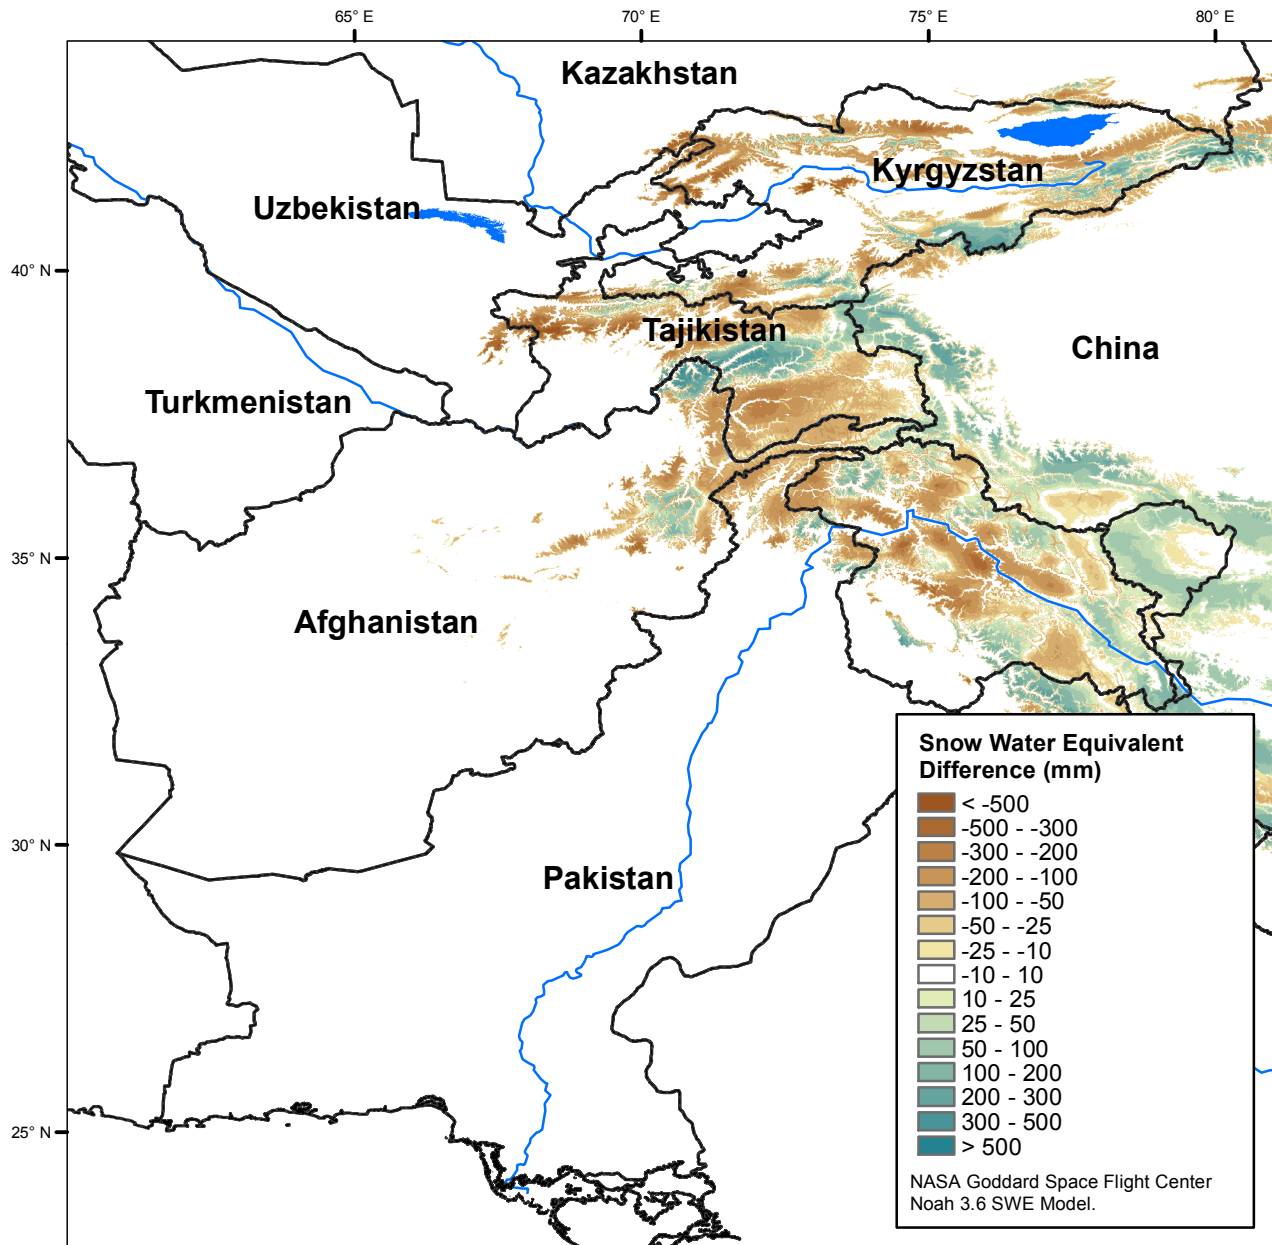 65° E 70° E 75° E 80° E
Kazakhstan
Kyrgyzstan
Uzbekistan
40° N
Tajikistan
China
Turkmenistan
35° N
Afghanistan
Snow Water Equivalent
Difference (mm)
< -500
-500 - -300
-300 - -200
-200 - -100
-100 - -50
-50 - -25
-25 - -10
-10 - 10
10 - 25
25 - 50
50 - 100
100 - 200
200 - 300
300 - 500
> 500
NASA Goddard Space Flight Center
Noah 3.6 SWE Model.
30° N
Pakistan
25° N